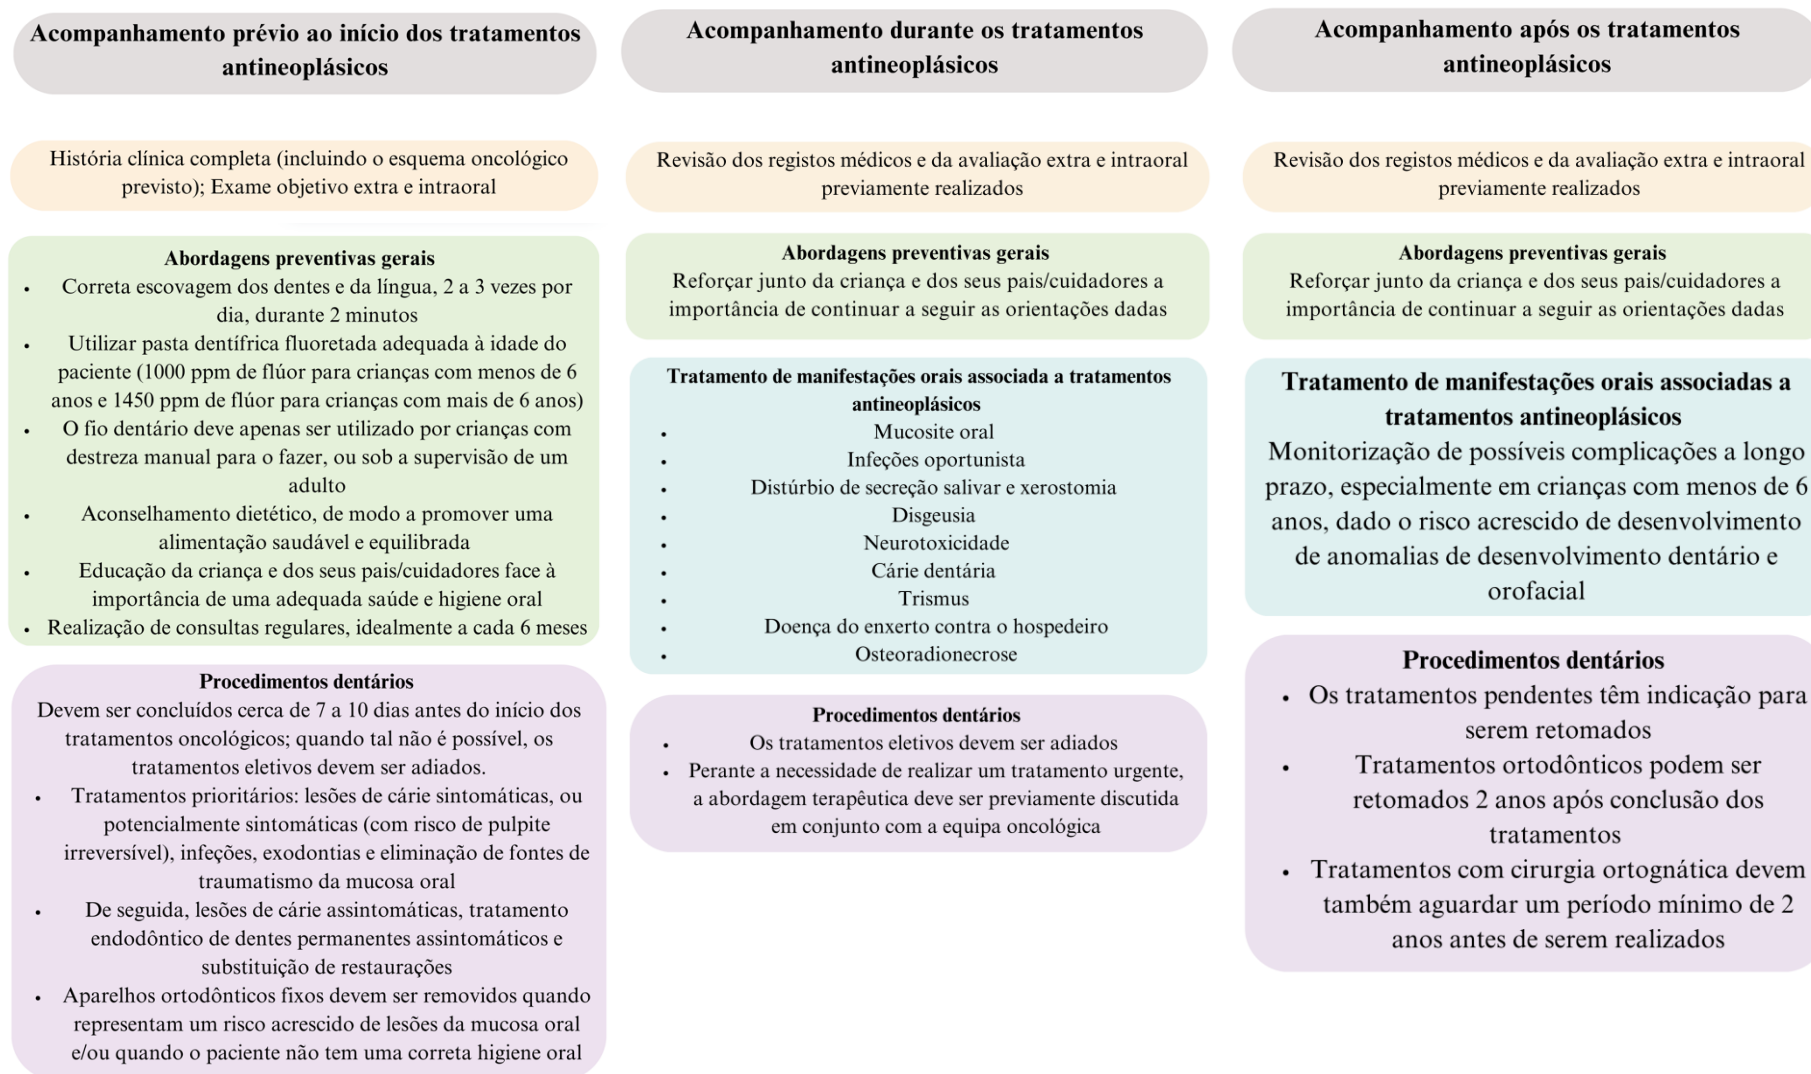 Acompanhamento prévio ao início dos tratamentos
antineoplásicos
História clínica completa (incluindo o esquema oncológico
previsto); Exame objetivo extra e intraoral
Abordagens preventivas gerais
• Correta escovagem dos dentes e da língua, 2 a 3 vezes por
dia, durante 2 minutos
• Utilizar pasta dentífrica fluoretada adequada à idade do
paciente (1000 ppm de flúor para crianças com menos de 6
anos e 1450 ppm de flúor para crianças com mais de 6 anos)
• O fio dentário deve apenas ser utilizado por crianças com
destreza manual para o fazer, ou sob a supervisão de um
adulto
• Aconselhamento dietético, de modo a promover uma
alimentação saudável e equilibrada
• Educação da criança e dos seus pais/cuidadores face à
importância de uma adequada saúde e higiene oral
• Realização de consultas regulares, idealmente a cada 6 meses
Procedimentos dentários
Devem ser concluídos cerca de 7 a 10 dias antes do início dos
tratamentos oncológicos; quando tal não é possível, os
tratamentos eletivos devem ser adiados.
• Tratamentos prioritários: lesões de cárie sintomáticas, ou
potencialmente sintomáticas (com risco de pulpite
irreversível), infeções, exodontias e eliminação de fontes de
traumatismo da mucosa oral
• De seguida, lesões de cárie assintomáticas, tratamento
endodôntico de dentes permanentes assintomáticos e
substituição de restaurações
• Aparelhos ortodônticos fixos devem ser removidos quando
representam um risco acrescido de lesões da mucosa oral
e/ou quando o paciente não tem uma correta higiene oral
Acompanhamento durante os tratamentos
antineoplásicos
Revisão dos registos médicos e da avaliação extra e intraoral
previamente realizados
Abordagens preventivas gerais
Reforçar junto da criança e dos seus pais/cuidadores a
importância de continuar a seguir as orientações dadas
Tratamento de manifestações orais associada a tratamentos
antineoplásicos
• Mucosite oral
• Infeções oportunista
• Distúrbio de secreção salivar e xerostomia
• Disgeusia
• Neurotoxicidade
• Cárie dentária
• Trismus
• Doença do enxerto contra o hospedeiro
• Osteoradionecrose
Procedimentos dentários
• Os tratamentos eletivos devem ser adiados
• Perante a necessidade de realizar um tratamento urgente,
a abordagem terapêutica deve ser previamente discutida
em conjunto com a equipa oncológica
Acompanhamento após os tratamentos
antineoplásicos
Revisão dos registos médicos e da avaliação extra e intraoral
previamente realizados
Abordagens preventivas gerais
Reforçar junto da criança e dos seus pais/cuidadores a
importância de continuar a seguir as orientações dadas
Tratamento de manifestações orais associadas a
tratamentos antineoplásicos
Monitorização de possíveis complicações a longo
prazo, especialmente em crianças com menos de 6
anos, dado o risco acrescido de desenvolvimento
de anomalias de desenvolvimento dentário e
orofacial
Procedimentos dentários
• Os tratamentos pendentes têm indicação para
serem retomados
• Tratamentos ortodônticos podem ser
retomados 2 anos após conclusão dos
tratamentos
• Tratamentos com cirurgia ortognática devem
também aguardar um período mínimo de 2
anos antes de serem realizados